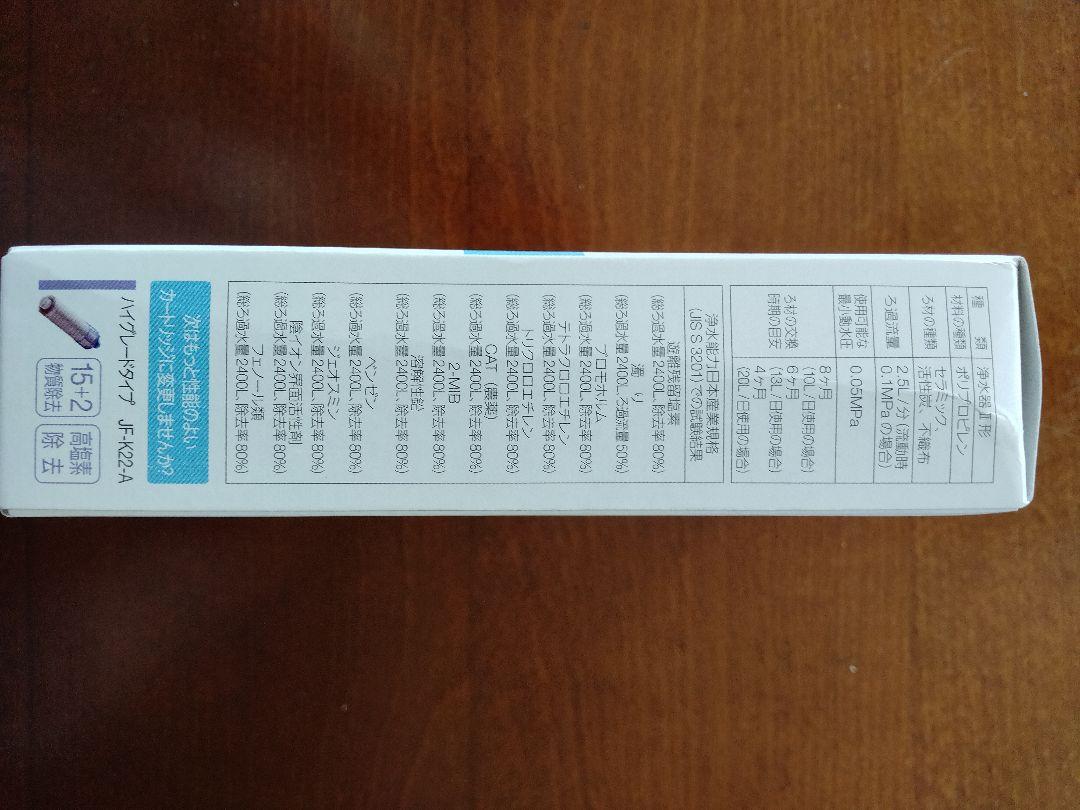 種類 浄水器Ⅱ形
材料の種類 ポリプロピレン
ろ材の種類 セラミック
活性炭、不織布
ろ過流量 2.5L/分(流動時
0.1MPaの場合)
使用可能な
最小動水圧 0.05MPa
ろ材の交換
時期の目安
8ヶ月
(10L/日使用の場合)
6ヶ月
(13L/日使用の場合)
4ヶ月
(20L/日使用の場合)
浄水能力日本産業規格
(JIS S 3201)での試験結果
遊離残留塩素
(総ろ過水量2400L、除去率80%)
濁り
(総ろ過水量2400L、ろ過流量50%)
ブロモホルム
(総ろ過水量2400L、除去率80%)
テトラクロロエチレン
(総ろ過水量2400L、除去率80%)
トリクロロエチレン
(総ろ過水量2400L、除去率80%)
CAT(農薬)
(総ろ過水量2400L、除去率80%)
2-MIB
(総ろ過水量2400L、除去率80%)
溶解性鉛
(総ろ過水量2400L、除去率80%)
ベンゼン
(総ろ過水量2400L、除去率80%)
ジェオスミン
(総ろ過水量2400L、除去率80%)
陰イオン界面活性剤
(総ろ過水量2400L、除去率80%)
フェノール類
(総ろ過水量2400L、除去率80%)
次はもっと性能のよい
カートリッジに変更しませんか?
ハイグレードタイプ JF-K22-A
15+2
物質除去
高塩素
除去